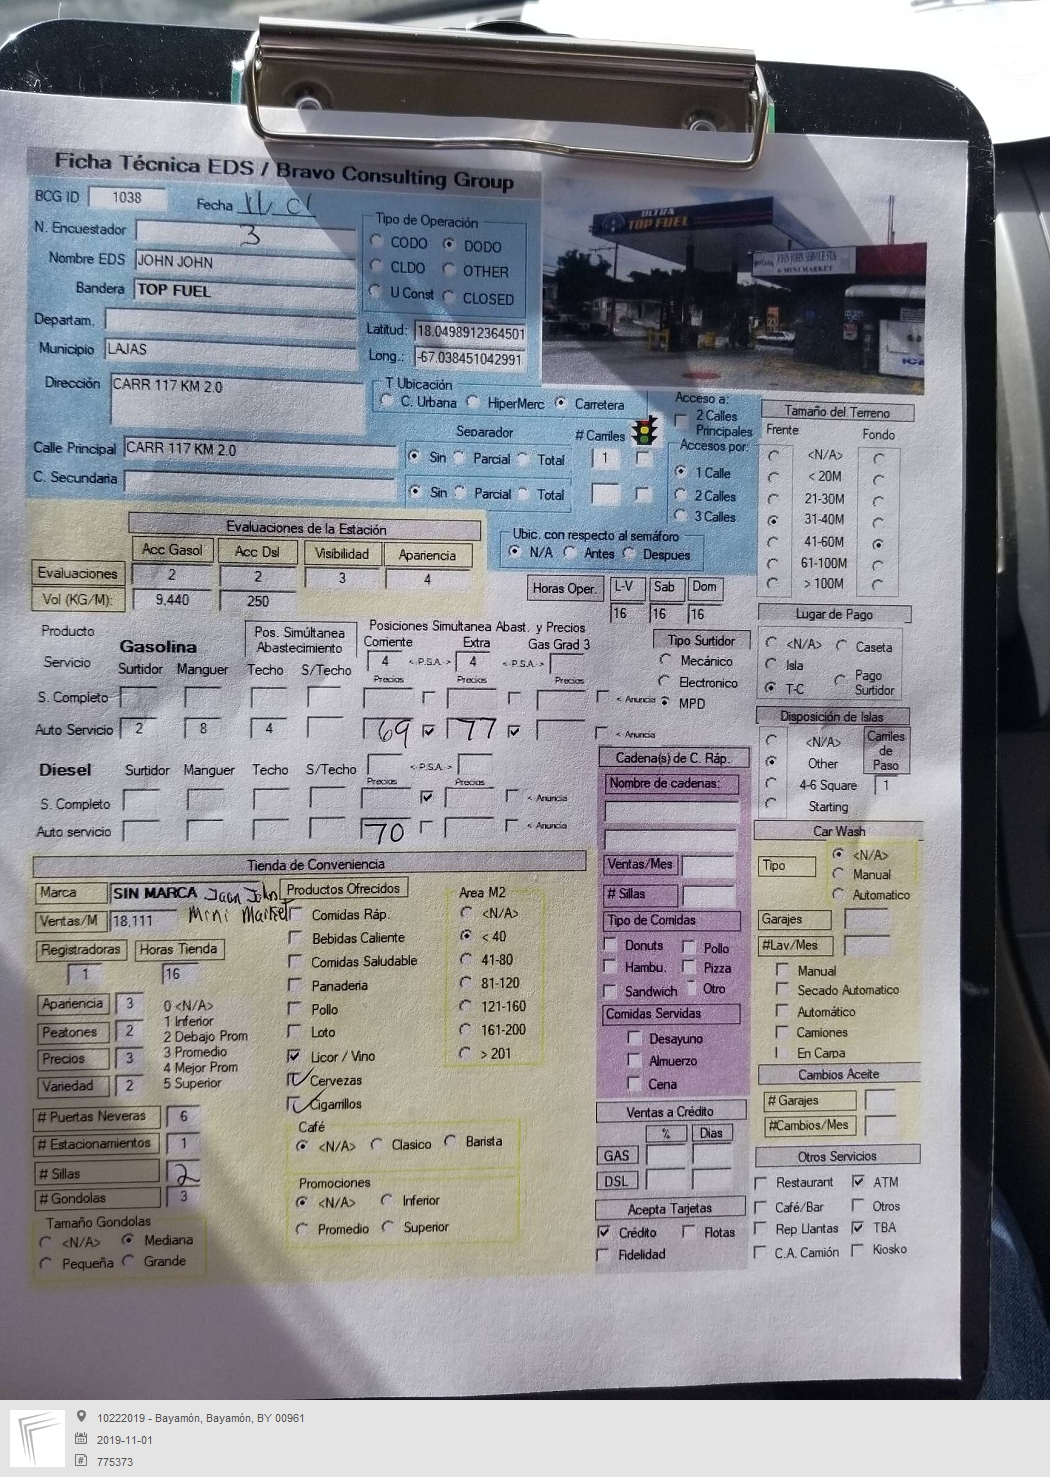 Ficha Técnica EDS / Bravo Consulting Group
BCG ID 1038 Fecha 11/01
N. Encuestador 3
Nombre EDS JOHN JOHN
Bandera TOP FUEL
Departam.
Municipio LAJAS
Dirección CARR 117 KM 2.0
Calle Principal CARR 117 KM 2.0
C. Secundaria
Tipo de Operación
CODO DODO
CLDO OTHER
U Const CLOSED
Latitud: 18.0498912364501
Long.: -67.038451042991
ULTRA
TOP FUEL
JOHN JOHN SERVICE STA
& MINI MARKET
ICE
T Ubicación
C. Urbana HiperMerc Carretera
Separador # Carriles
Sin Parcial Total 1
Sin Parcial Total
Acceso a:
2 Calles
Principales
Accesos por:
1 Calle
2 Calles
3 Calles
Ubic. con respecto al semáforo
N/A Antes Despues
Tamaño del Terreno
Frente Fondo
<N/A>
< 20M
21-30M
31-40M
41-60M
61-100M
> 100M
Evaluaciones de la Estación
Acc Gasol Acc Dsl Visibilidad Apariencia
Evaluaciones 2 2 3 4
Vol (KG/M): 9,440 250
Horas Oper. L-V Sab Dom
16 16 16
Lugar de Pago
<N/A> Caseta
Isla
T-C Pago
Surtidor
Producto
Servicio
Gasolina
Surtidor Manguer
Pos. Simúltanea
Abastecimiento
Techo S/Techo
Posiciones Simultanea Abast. y Precios
Corriente Extra Gas Grad 3
4 <-P.S.A.-> 4 <-P.S.A.->
Precios Precios Precios
S. Completo < Anuncia
Auto Servicio 2 8 4 69 77 < Anuncia
Tipo Surtidor
Mecánico
Electronico
MPD
Disposición de Islas
<N/A>
Other
4-6 Square
Starting
Carriles
de
Paso
1
Diesel Surtidor Manguer Techo S/Techo <-P.S.A.->
Precios Precios
S. Completo < Anuncia
Auto servicio 70 < Anuncia
Cadena(s) de C. Ráp.
Nombre de cadenas:
Ventas/Mes
# Sillas
Tipo de Comidas
Donuts Pollo
Hambu. Pizza
Sandwich Otro
Comidas Servidas
Desayuno
Almuerzo
Cena
Car Wash
Tipo
<N/A>
Manual
Automatico
Garajes
#Lav/Mes
Manual
Secado Automatico
Automático
Camiones
En Carpa
Cambios Aceite
# Garajes
#Cambios/Mes
Tienda de Conveniencia
Marca SIN MARCA Juan John
Mini Market
Ventas/M 18,111
Registradoras Horas Tienda
1 16
Apariencia 3
Peatones 2
Precios 3
Variedad 2
0 <N/A>
1 Inferior
2 Debajo Prom
3 Promedio
4 Mejor Prom
5 Superior
# Puertas Neveras 6
# Estacionamientos 1
# Sillas 2
# Gondolas 3
Tamaño Gondolas
<N/A> Mediana
Pequeña Grande
Productos Ofrecidos
Comidas Ráp.
Bebidas Caliente
Comidas Saludable
Panaderia
Pollo
Loto
Licor / Vino
Cervezas
Cigarrillos
Area M2
<N/A>
< 40
41-80
81-120
121-160
161-200
> 201
Café
<N/A> Clasico Barista
Promociones
<N/A> Inferior
Promedio Superior
Ventas a Crédito
% Dias
GAS
DSL
Acepta Tarjetas
Crédito Flotas
Fidelidad
Otros Servicios
Restaurant ATM
Café/Bar Otros
Rep Llantas TBA
C.A. Camión Kiosko
10222019 - Bayamón, Bayamón, BY 00961
2019-11-01
775373